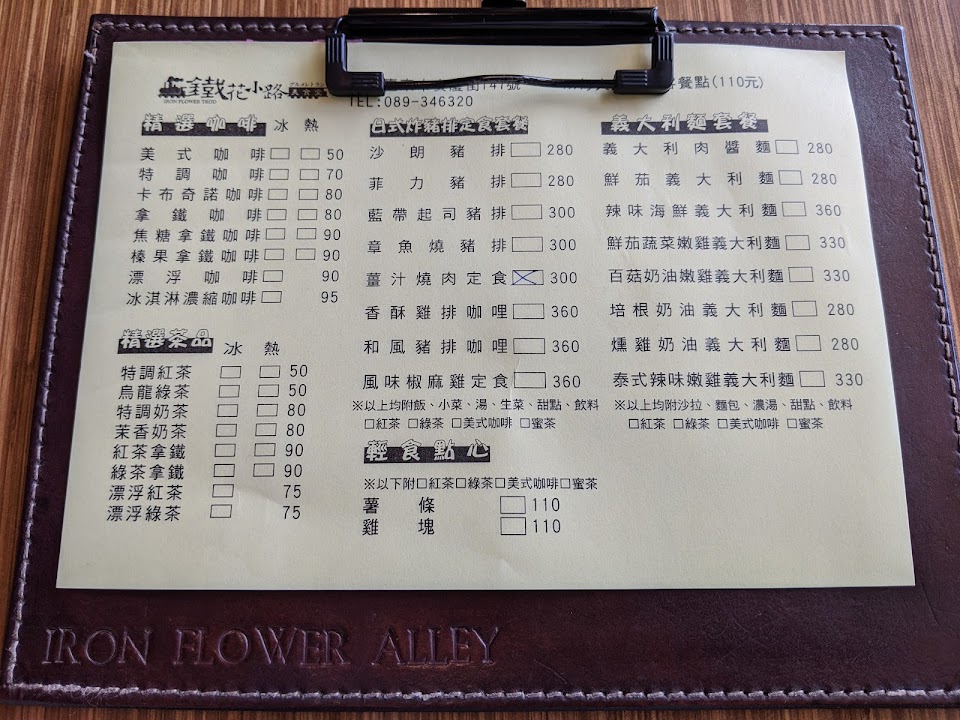 鐵花小路
IRON FLOWER TROD
141號
餐點(110元)
TEL:089-346320
精選咖啡 冰 熱
美式咖啡□ □ 50
特調咖啡□ □ 70
卡布奇諾咖啡□ □ 80
拿鐵咖啡□ □ 80
焦糖拿鐵咖啡□ □ 90
榛果拿鐵咖啡□ □ 90
漂浮咖啡□ 90
冰淇淋濃縮咖啡□ 95
精選茶品 冰 熱
特調紅茶 □ □ 50
烏龍綠茶 □ □ 50
特調奶茶 □ □ 80
茉香奶茶 □ □ 80
紅茶拿鐵 □ □ 90
綠茶拿鐵 □ □ 90
漂浮紅茶 □ 75
漂浮綠茶 □ 75
日式炸豬排定食套餐
沙朗豬排□ 280
菲力豬排□ 280
藍帶起司豬排□ 300
章魚燒豬排□ 300
薑汁燒肉定食☒ 300
香酥雞排咖哩□ 360
和風豬排咖哩□ 360
風味椒麻雞定食□ 360
※以上均附飯、小菜、湯、生菜、甜點、飲料
□紅茶 □綠茶 □美式咖啡 □蜜茶
輕食點心
※以下附□紅茶□綠茶□美式咖啡□蜜茶
薯條 □110
雞塊 □110
義大利麵套餐
義大利肉醬麵□ 280
鮮茄義大利麵□ 280
辣味海鮮義大利麵□ 360
鮮茄蔬菜嫩雞義大利麵□ 330
百菇奶油嫩雞義大利麵□ 330
培根奶油義大利麵□ 280
燻雞奶油義大利麵□ 280
泰式辣味嫩雞義大利麵□ 330
※以上均附沙拉、麵包、濃湯、甜點、飲料
□紅茶 □綠茶 □美式咖啡 □蜜茶
IRON FLOWER ALLEY